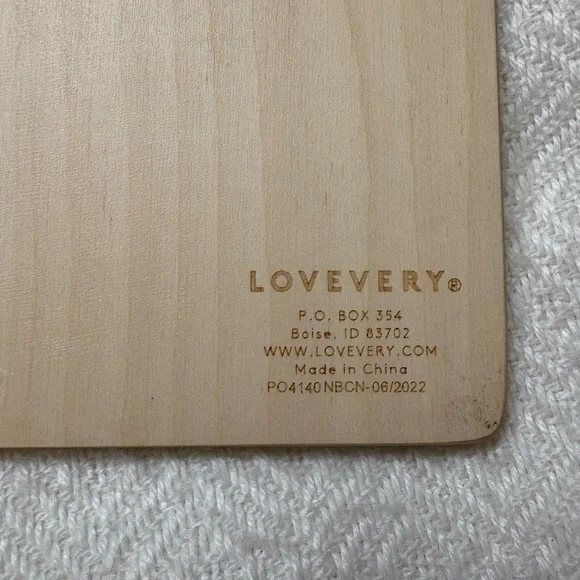 LOVEVERY®
P.O. BOX 354
Boise, ID 83702
WWW.LOVEVERY.COM
Made in China
PO4140NBCN-06/2022